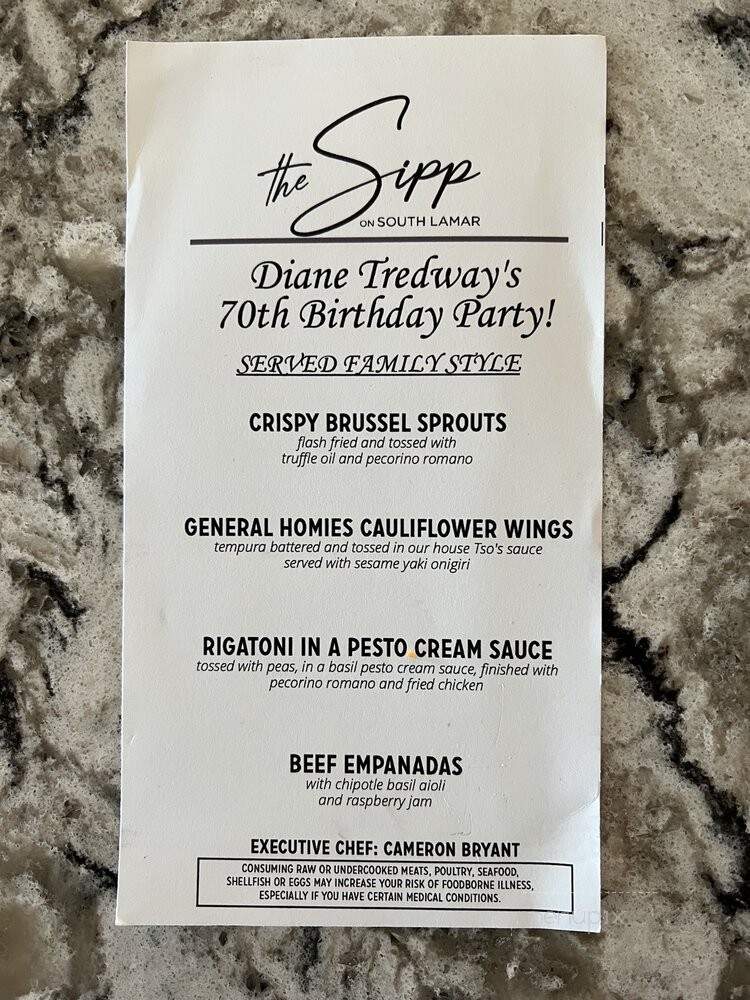 the Sipp
ON SOUTH LAMAR
Diane Tredway's
70th Birthday Party!
SERVED FAMILY STYLE
CRISPY BRUSSEL SPROUTS
flash fried and tossed with
truffle oil and pecorino romano
GENERAL HOMIES CAULIFLOWER WINGS
tempura battered and tossed in our house Tso's sauce
served with sesame yaki onigiri
RIGATONI IN A PESTO CREAM SAUCE
tossed with peas, in a basil pesto cream sauce, finished with
pecorino romano and fried chicken
BEEF EMPANADAS
with chipotle basil aioli
and raspberry jam
EXECUTIVE CHEF: CAMERON BRYANT
CONSUMING RAW OR UNDERCOOKED MEATS, POULTRY, SEAFOOD,
SHELLFISH OR EGGS MAY INCREASE YOUR RISK OF FOODBORNE ILLNESS,
ESPECIALLY IF YOU HAVE CERTAIN MEDICAL CONDITIONS.